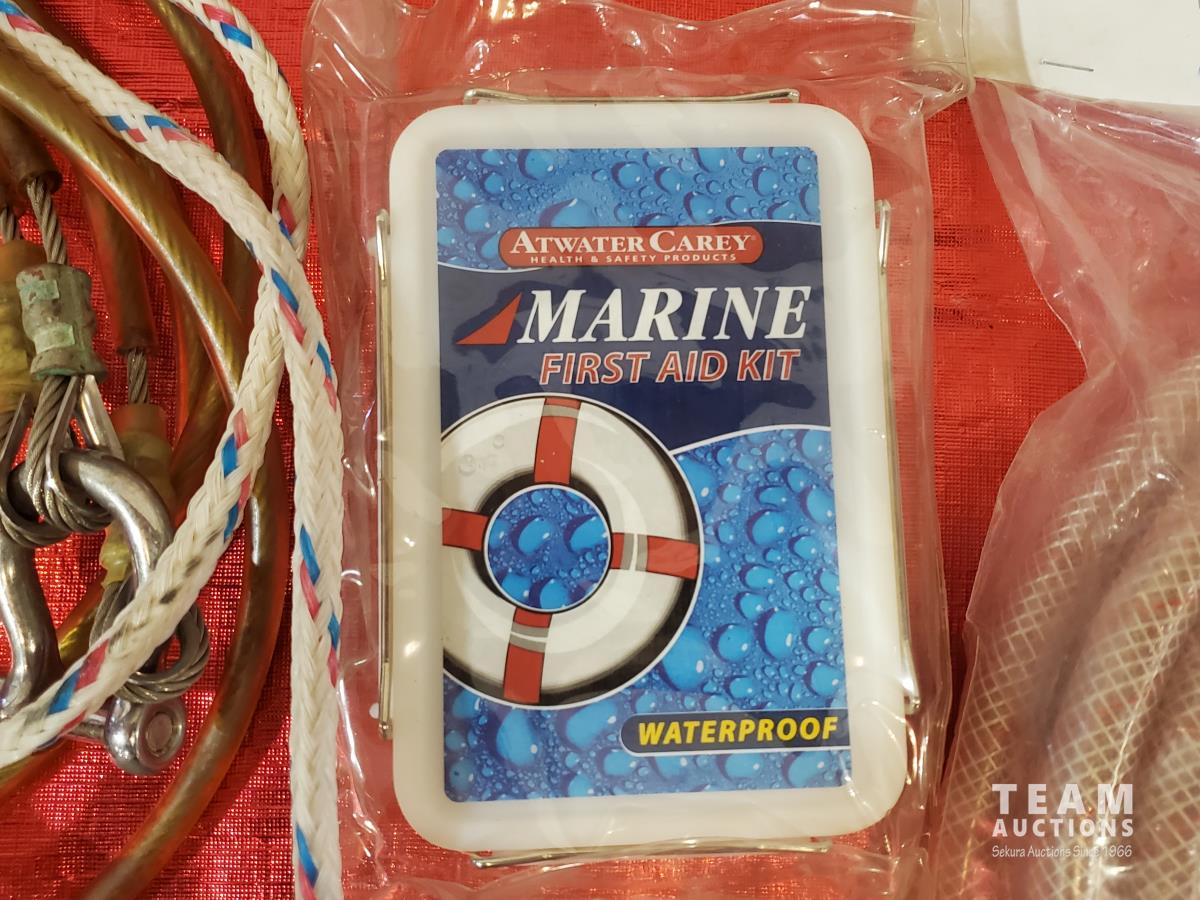 ATWATER CAREY®
HEALTH & SAFETY PRODUCTS
MARINE
FIRST AID KIT
WATERPROOF
TEAM
AUCTIONS
Sekura Auctions Since 1966